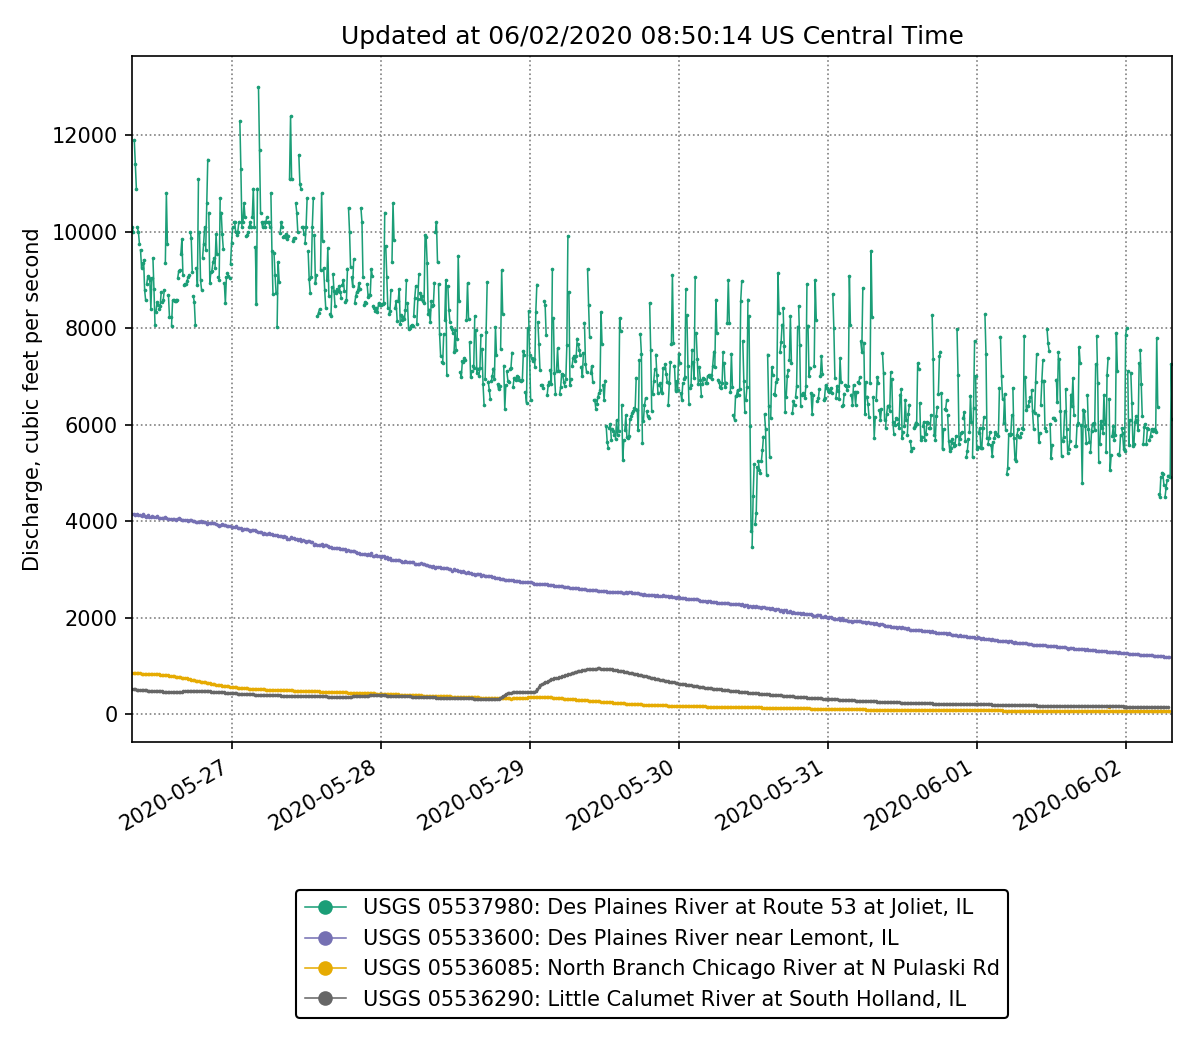 Updated at 06/02/2020 08:50:14 US Central Time
Discharge, cubic feet per second
12000
10000
8000
6000
4000
2000
0
2020-05-27
2020-05-28
2020-05-29
2020-05-30
2020-05-31
2020-06-01
2020-06-02
USGS 05537980: Des Plaines River at Route 53 at Joliet, IL
USGS 05533600: Des Plaines River near Lemont, IL
USGS 05536085: North Branch Chicago River at N Pulaski Rd
USGS 05536290: Little Calumet River at South Holland, IL